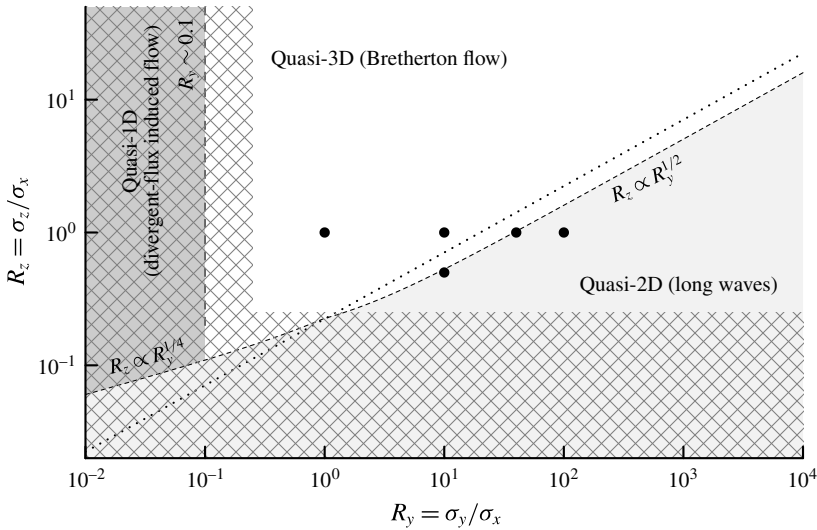 Quasi-3D (Bretherton flow)
Quasi-1D
(divergent-flux induced flow)
R_y ∼ 0.1
R_z ∝ R_y^{1/2}
Quasi-2D (long waves)
R_z ∝ R_y^{1/4}
R_z = σ_z/σ_x
10^1
10^0
10^{−1}
10^{−2} 10^{−1} 10^0 10^1 10^2 10^3 10^4
R_y = σ_y/σ_x